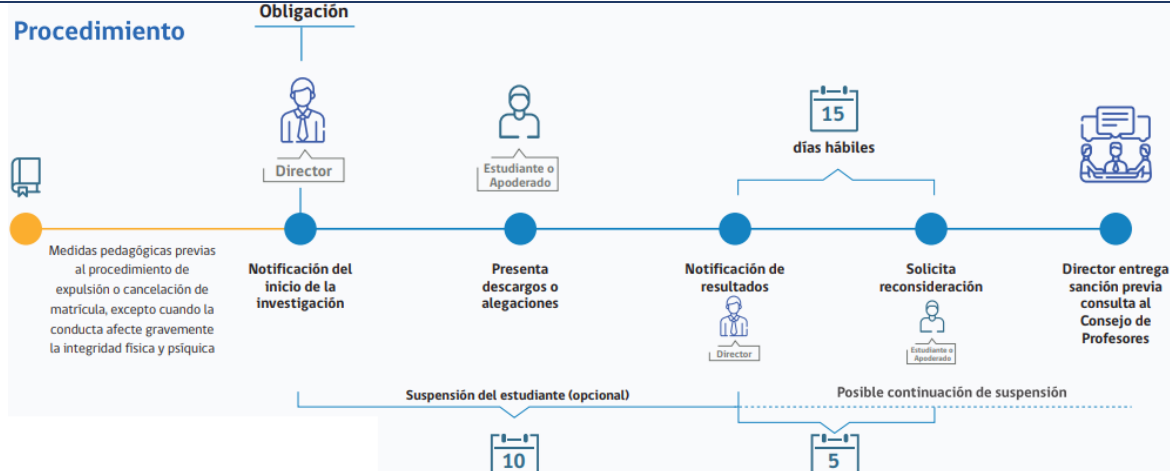 Procedimiento
Obligación
Director
Estudiante o
Apoderado
15
días hábiles
Medidas pedagógicas previas
al procedimiento de
expulsión o cancelación de
matrícula, excepto cuando la
conducta afecte gravemente
la integridad física y psíquica
Notificación del
inicio de la
investigación
Presenta
descargos o
alegaciones
Notificación de
resultados
Director
Solicita
reconsideración
Estudiante o
Apoderado
Director entrega
sanción previa
consulta al
Consejo de
Profesores
Suspensión del estudiante (opcional)
Posible continuación de suspensión
10
5